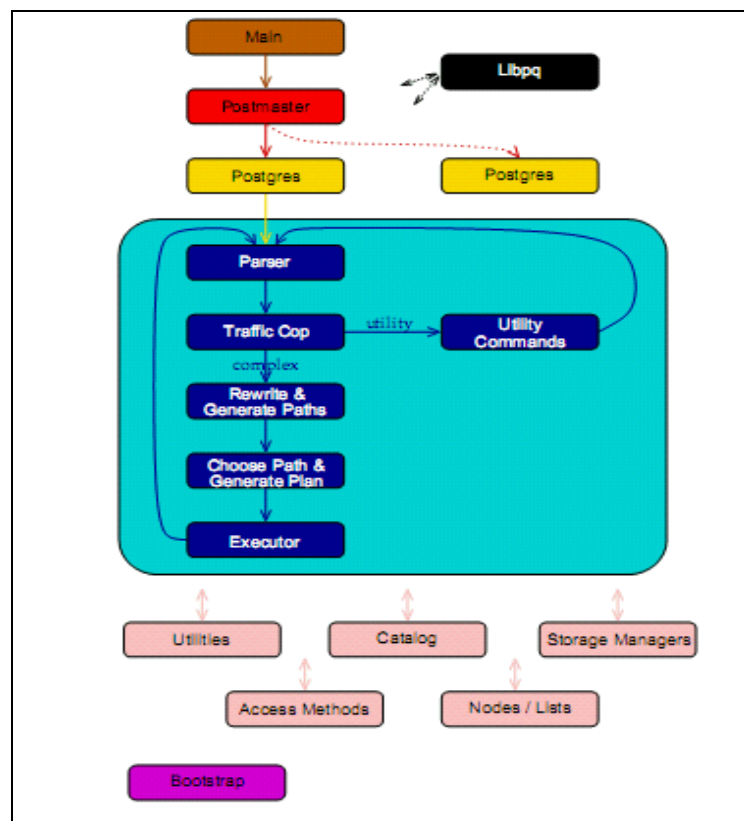 Main
Libpq
Postmaster
Postgres
Postgres
Parser
Traffic Cop
utility
Utility
Commands
complex
Rewrite &
Generate Paths
Choose Path &
Generate Plan
Executor
Utilities
Catalog
Storage Managers
Access Methods
Nodes / Lists
Bootstrap